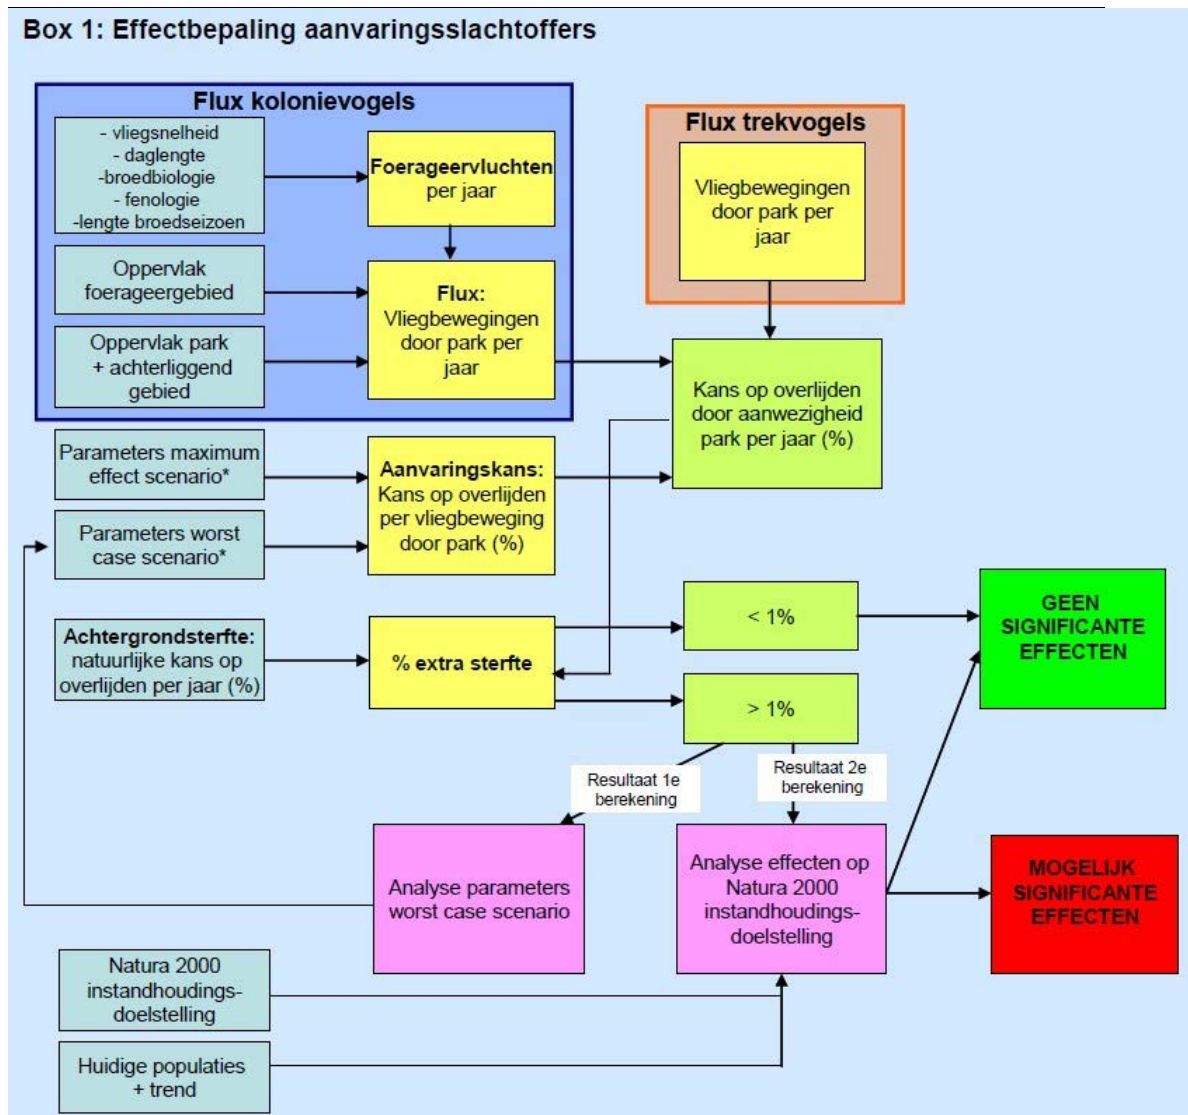 Box 1: Effectbepaling aanvaringsslachtoffers
Flux kolonievogels
- vliegsnelheid
- daglengte
-broedbiologie
- fenologie
-lengte broedseizoen
Foerageervluchten
per jaar
Flux trekvogels
Vliegbewegingen
door park per
jaar
Oppervlak
foerageergebied
Flux:
Vliegbewegingen
door park per
jaar
Oppervlak park
+ achterliggend
gebied
Kans op overlijden
door aanwezigheid
park per jaar (%)
Parameters maximum
effect scenario*
Aanvaringskans:
Kans op overlijden
per vliegbeweging
door park (%)
Parameters worst
case scenario*
Achtergrondsterfte:
natuurlijke kans op
overlijden per jaar (%)
% extra sterfte
< 1%
> 1%
GEEN
SIGNIFICANTE
EFFECTEN
Resultaat 1e
berekening
Resultaat 2e
berekening
Analyse parameters
worst case scenario
Analyse effecten op
Natura 2000
instandhoudings-
doelstelling
MOGELIJK
SIGNIFICANTE
EFFECTEN
Natura 2000
instandhoudings-
doelstelling
Huidige populaties
+ trend